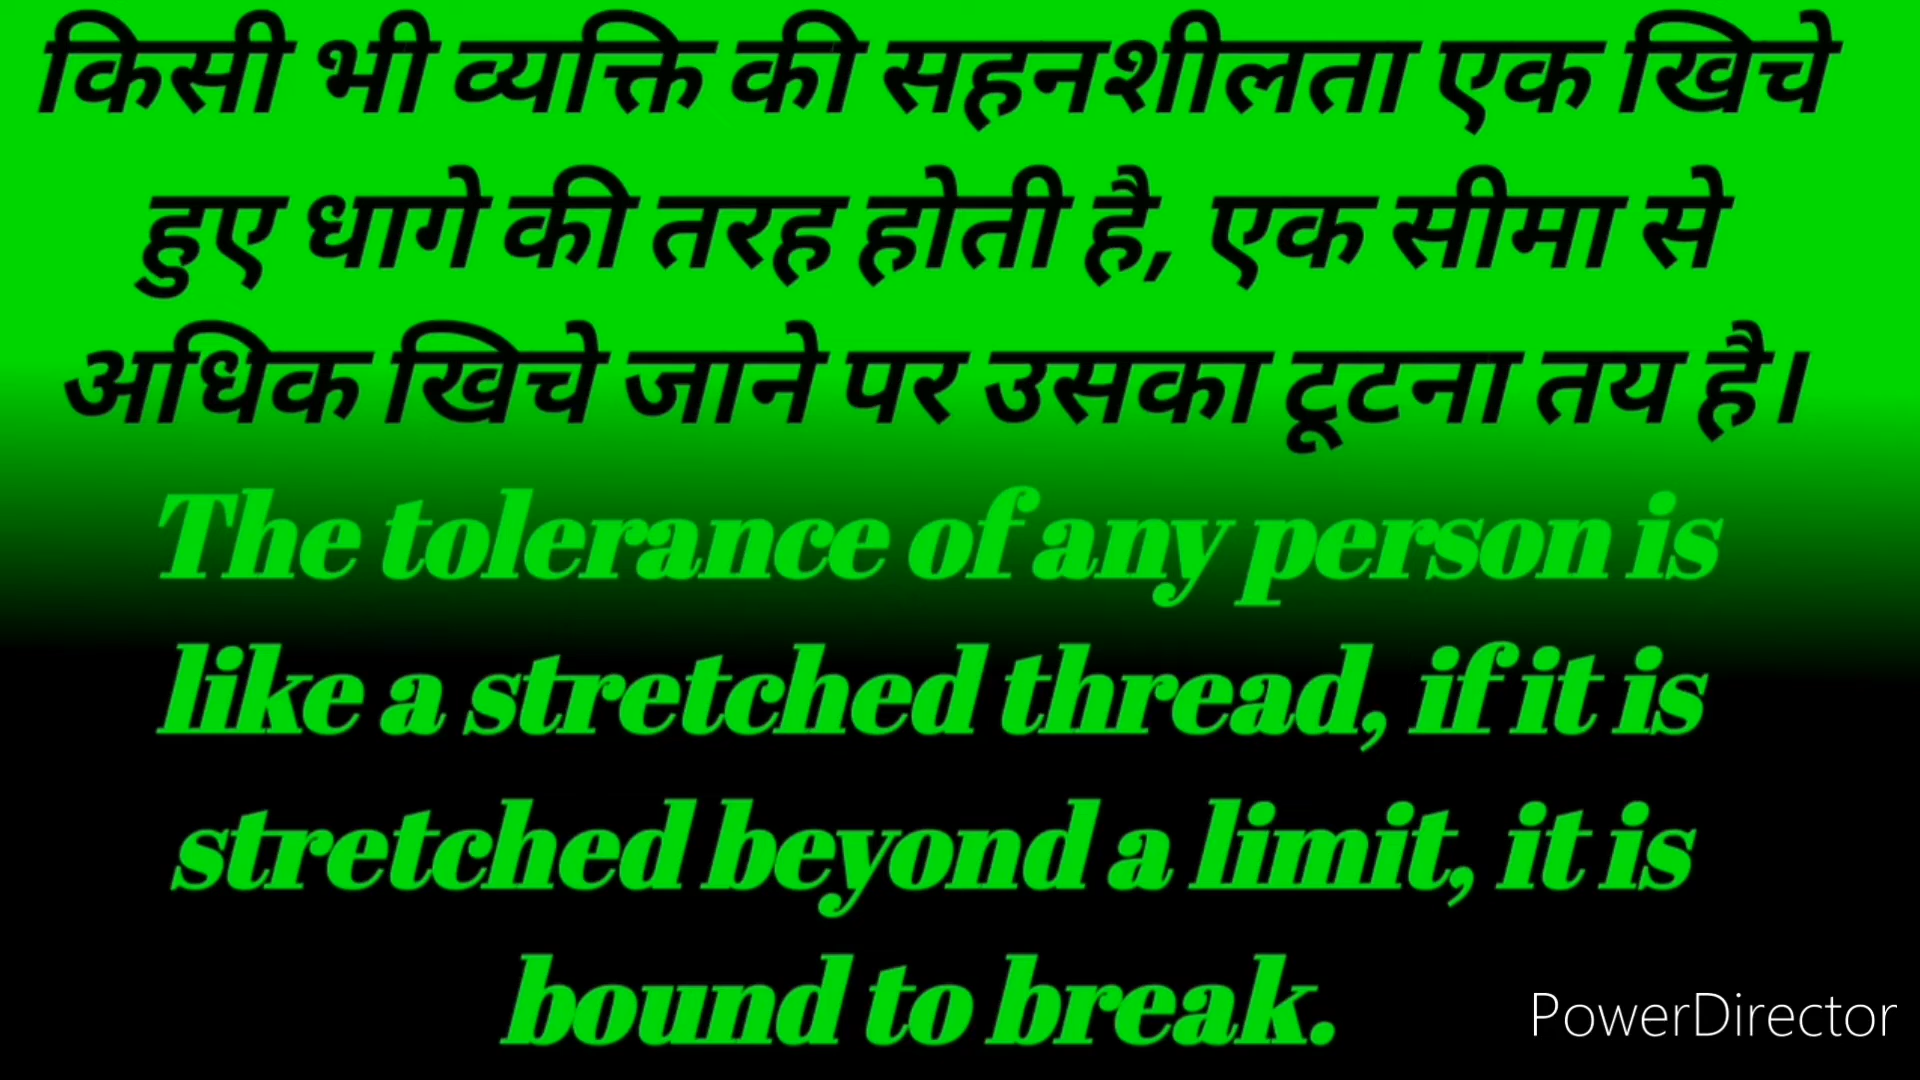 किसी भी व्यक्ति की सहनशीलता एक खिचे
हुए धागे की तरह होती है, एक सीमा से
अधिक खिचे जाने पर उसका टूटना तय है।
The tolerance of any person is
like a stretched thread, if it is
stretched beyond a limit, it is
bound to break.
PowerDirector